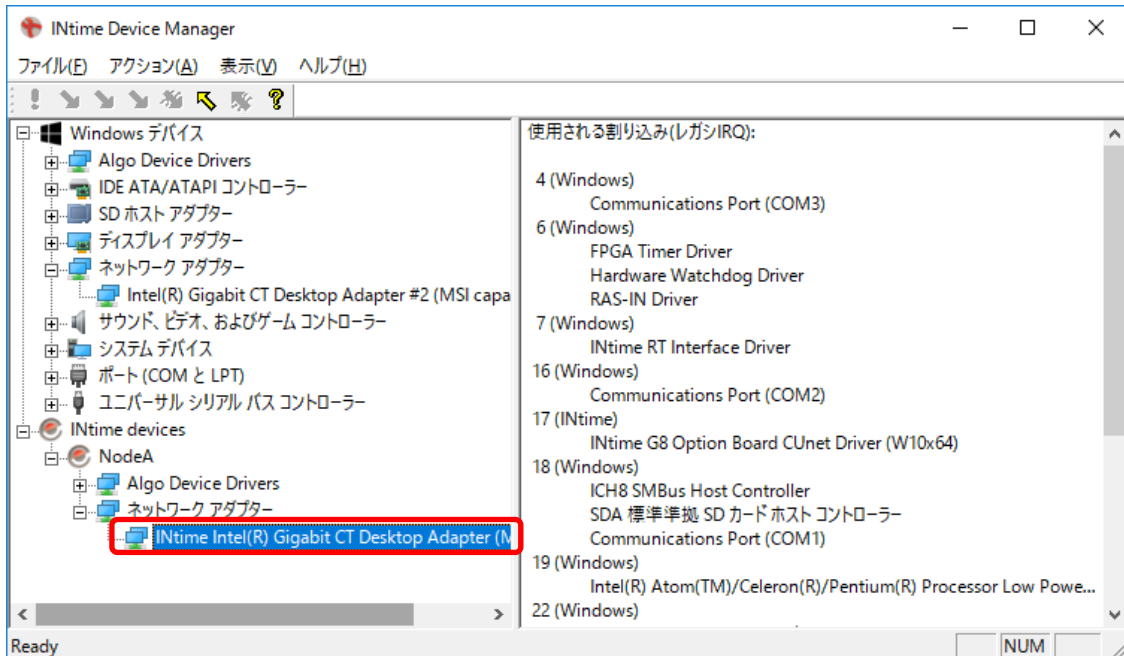 INtime Device Manager
ファイル(F) アクション(A) 表示(V) ヘルプ(H)
Windows デバイス
Algo Device Drivers
IDE ATA/ATAPI コントローラー
SD ホスト アダプター
ディスプレイ アダプター
ネットワーク アダプター
Intel(R) Gigabit CT Desktop Adapter #2 (MSI capa
サウンド、ビデオ、およびゲーム コントローラー
システム デバイス
ポート (COM と LPT)
ユニバーサル シリアル バス コントローラー
INtime devices
NodeA
Algo Device Drivers
ネットワーク アダプター
INtime Intel(R) Gigabit CT Desktop Adapter (M
使用される割り込み(レガシIRQ):
4 (Windows)
Communications Port (COM3)
6 (Windows)
FPGA Timer Driver
Hardware Watchdog Driver
RAS-IN Driver
7 (Windows)
INtime RT Interface Driver
16 (Windows)
Communications Port (COM2)
17 (INtime)
INtime G8 Option Board CUnet Driver (W10x64)
18 (Windows)
ICH8 SMBus Host Controller
SDA 標準準拠 SD カード ホスト コントローラー
Communications Port (COM1)
19 (Windows)
Intel(R) Atom(TM)/Celeron(R)/Pentium(R) Processor Low Powe...
22 (Windows)
Ready
NUM